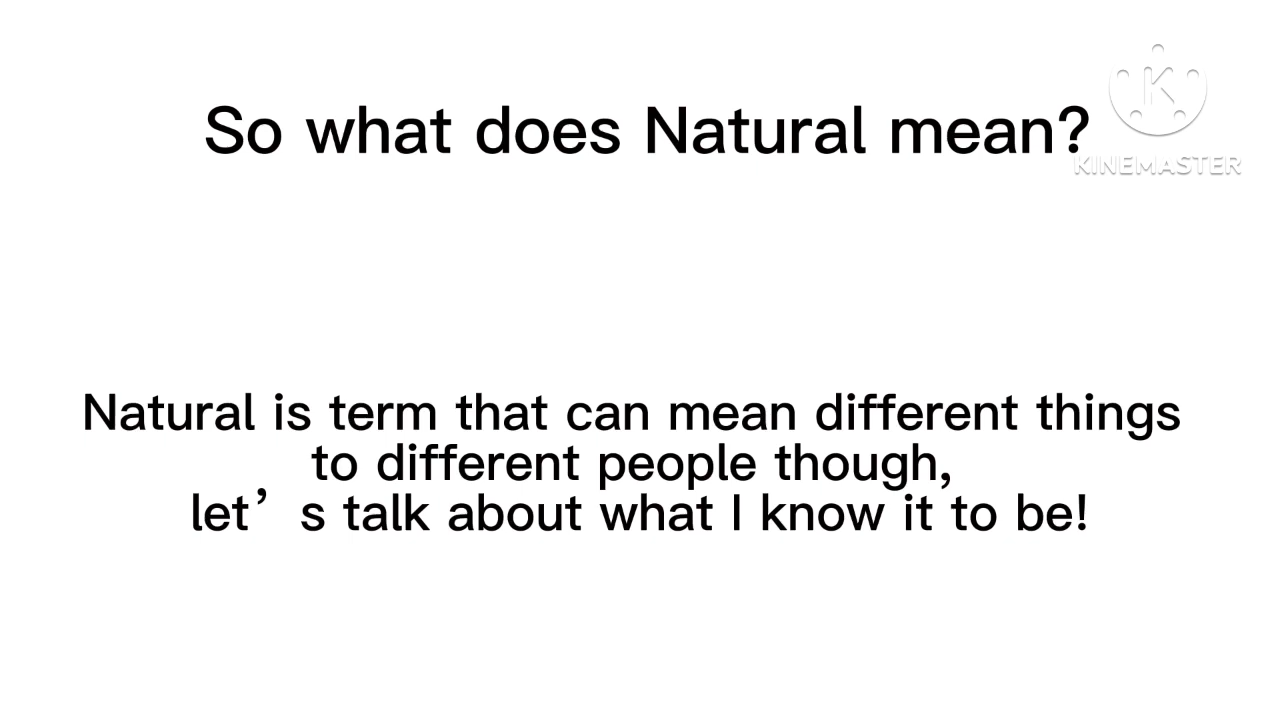 So what does Natural mean?
KINEMASTER
Natural is term that can mean different things
to different people though,
let’s talk about what I know it to be!